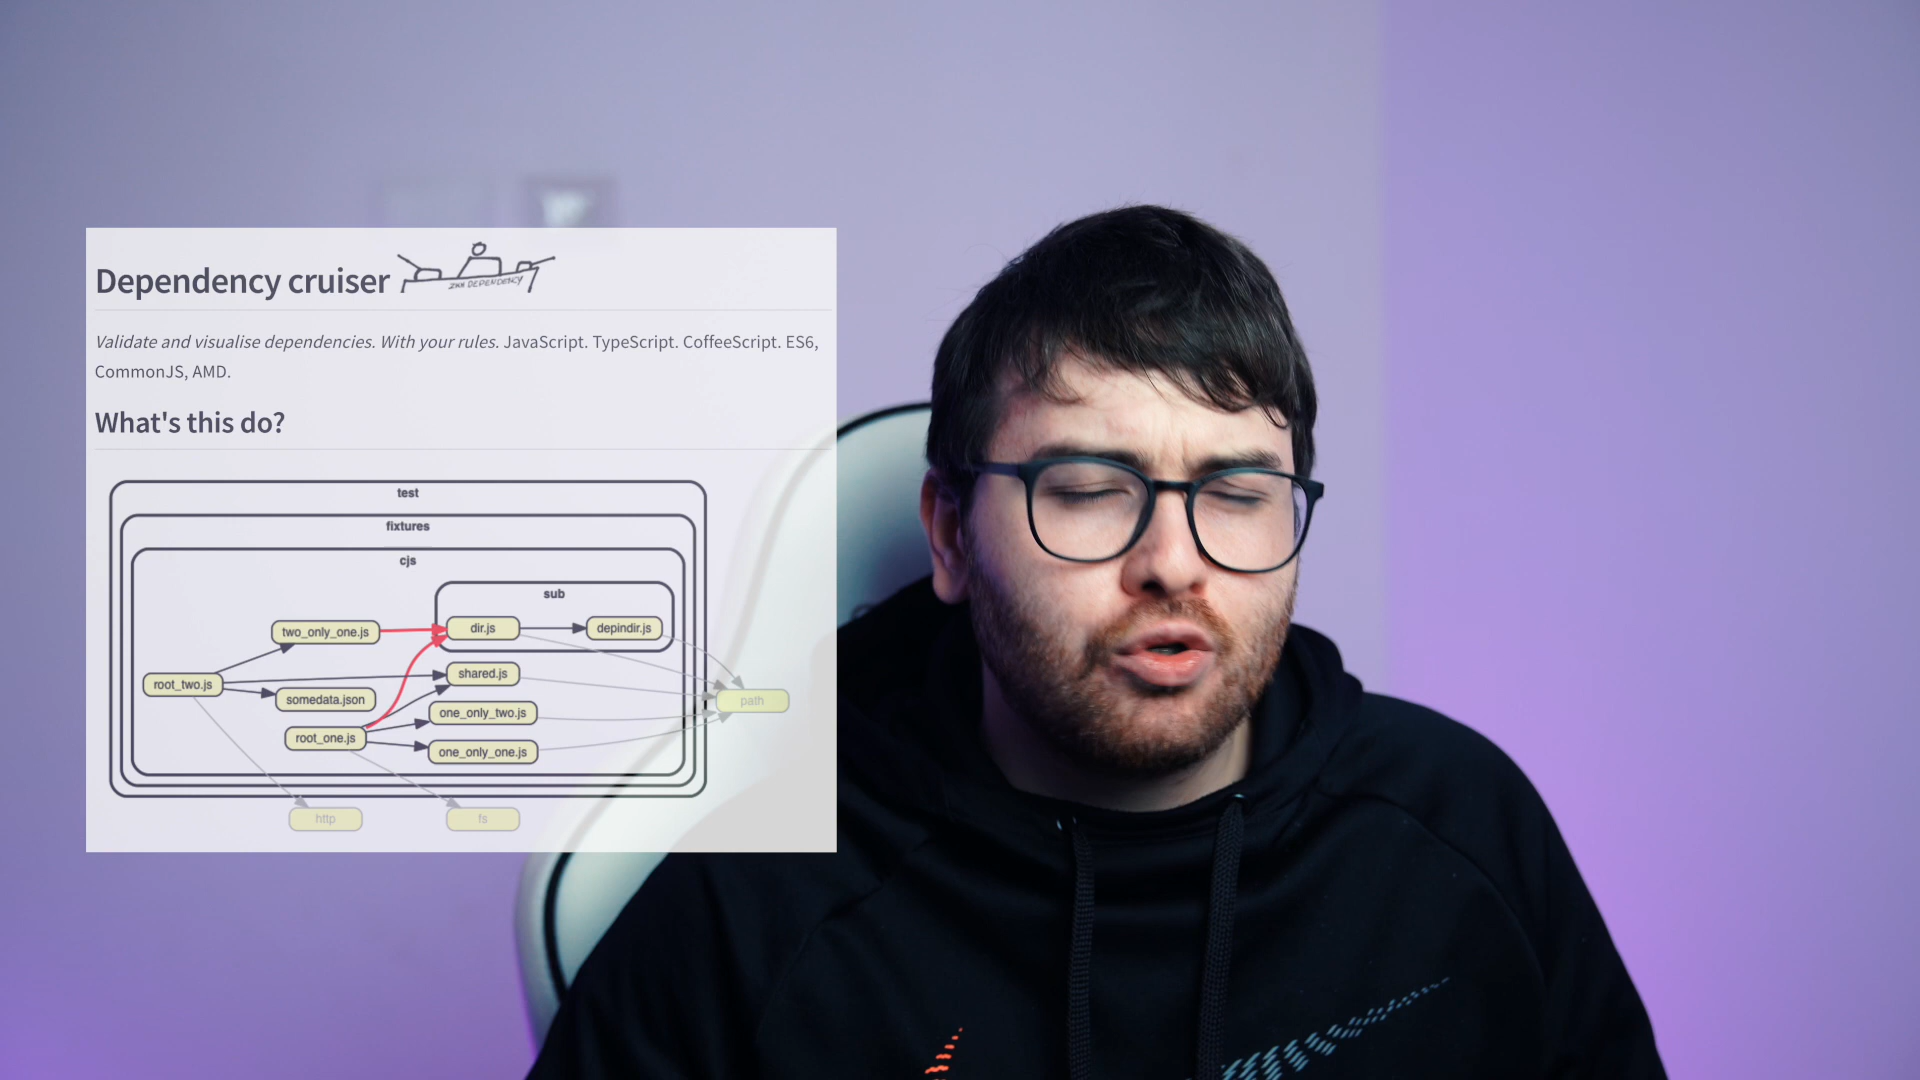 Dependency cruiser
Validate and visualise dependencies. With your rules. JavaScript. TypeScript. CoffeeScript. ES6,
CommonJS, AMD.
What's this do?
test
fixtures
cjs
sub
two_only_one.js
dir.js
depindir.js
root_two.js
shared.js
somedata.json
path
one_only_two.js
root_one.js
one_only_one.js
http
fs